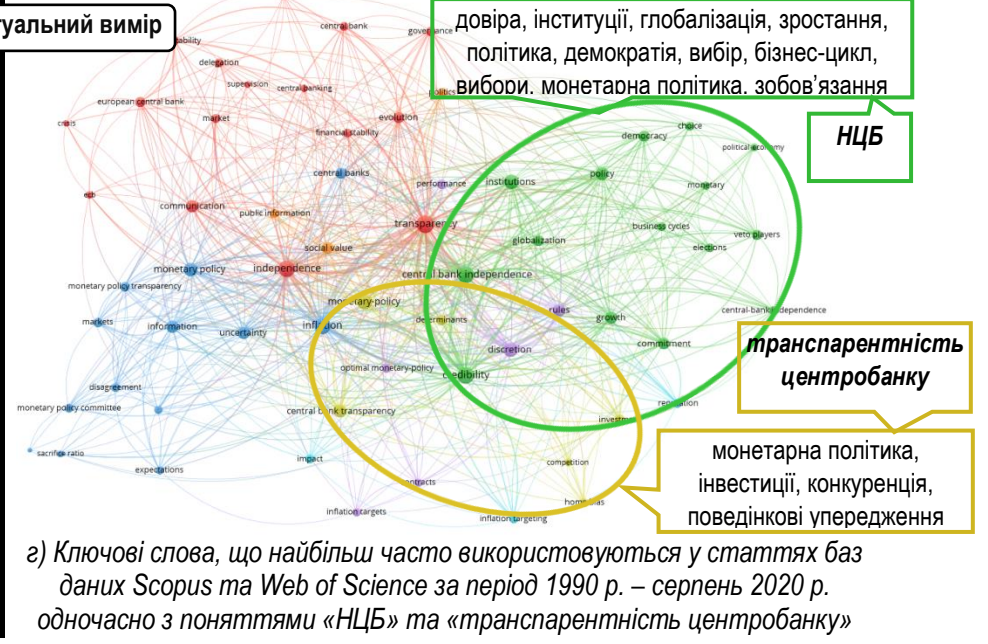 туальний вимір
довіра, інституції, глобалізація, зростання,
політика, демократія, вибір, бізнес-цикл,
вибори, монетарна політика, зобов'язання
НЦБ
central bank
governance
delegation
supervision
central banking
politics
european central bank
crisis
market
evolution
financial stability
democracy
choice
political economy
central banks
performance
institutions
policy
monetary
ecb
communication
public information
transparency
business cycles
veto players
social value
globalization
elections
monetary policy
independence
central bank independence
monetary policy transparency
monetary-policy
determinants
rules
growth
central-bank independence
markets
information
uncertainty
inflation
discretion
commitment
optimal monetary-policy
credibility
транспарентність
центробанку
disagreement
monetary policy committee
central bank transparency
investment
sacrifice ratio
expectations
impact
competition
inflation targets
inflation targeting
монетарна політика,
інвестиції, конкуренція,
поведінкові упередження
г) Ключові слова, що найбільш часто використовуються у статтях баз
даних Scopus та Web of Science за період 1990 р. – серпень 2020 р.
одночасно з поняттями «НЦБ» та «транспарентність центробанку»